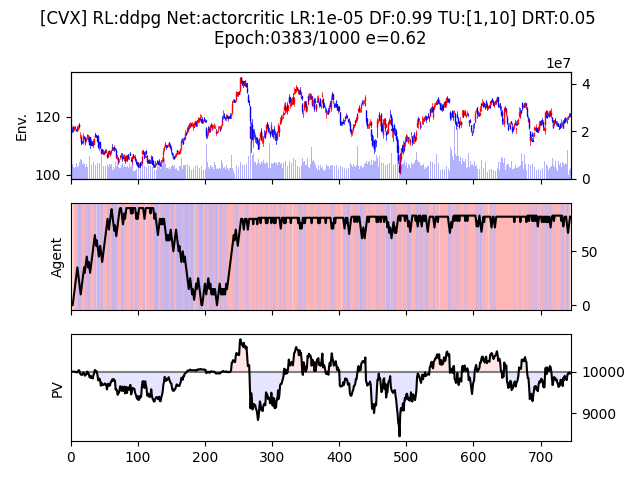 [CVX] RL:ddpg Net:actorcritic LR:1e-05 DF:0.99 TU:[1,10] DRT:0.05
Epoch:0383/1000 e=0.62
1e7
Env.
120
100
4
2
0
Agent
50
0
PV
10000
9000
0 100 200 300 400 500 600 700